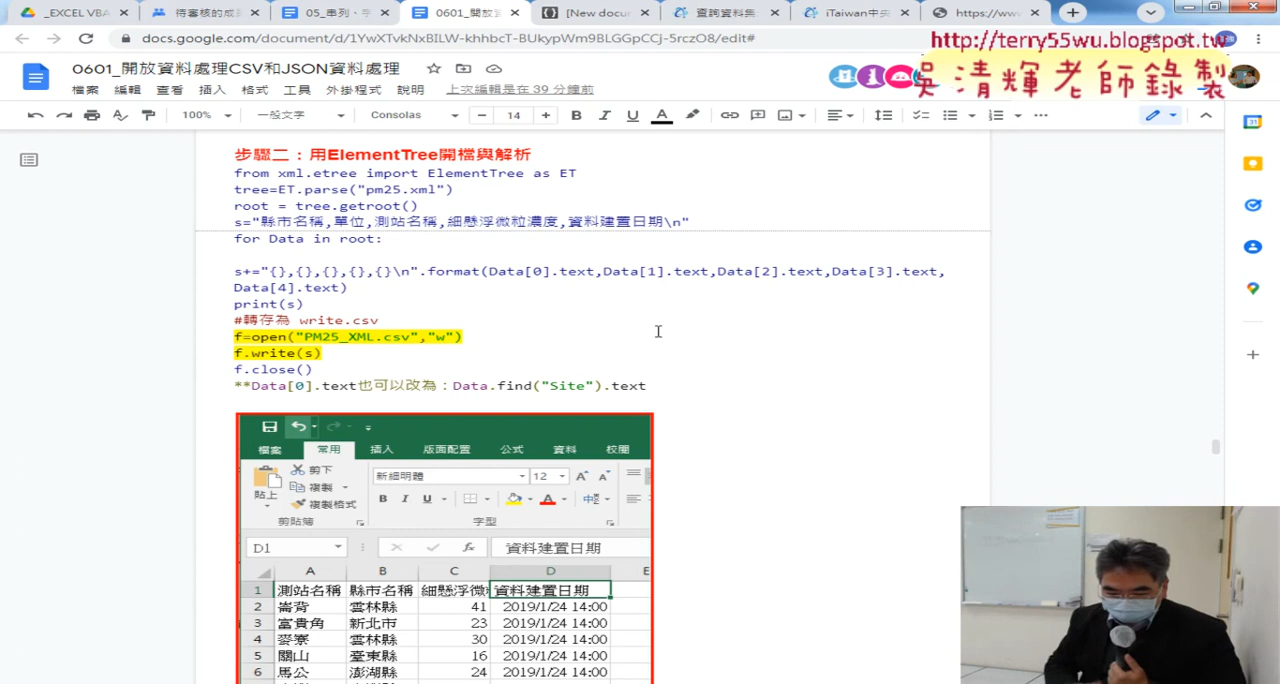 _EXCEL VBA
待審核的成員
05_串列、字
0601_開放資
[New docu
查詢資料集
iTaiwan中央
https://www
docs.google.com/document/d/1YwXTvkNxBILW-khhbcT-BUkypWm9BLGGpCCj-5rczO8/edit#
http://terry55wu.blogspot.tw
吳清輝老師錄製
0601_開放資料處理CSV和JSON資料處理
檔案 編輯 查看 插入 格式 工具 外掛程式 說明 上次編輯是在 39 分鐘前
100% 一般文字 Consolas 14 B I U A
步驟二：用ElementTree開檔與解析
from xml.etree import ElementTree as ET
tree=ET.parse("pm25.xml")
root = tree.getroot()
s="縣市名稱,單位,測站名稱,細懸浮微粒濃度,資料建置日期\n"
for Data in root:
s+="{},{},{},{},{}\n".format(Data[0].text,Data[1].text,Data[2].text,Data[3].text,
Data[4].text)
print(s)
#轉存為 write.csv
f=open("PM25_XML.csv","w")
f.write(s)
f.close()
**Data[0].text也可以改為：Data.find("Site").text
檔案 常用 插入 版面配置 公式 資料 校閱
貼上 剪下 複製 複製格式
新細明體 12
B I U
剪貼簿 字型
D1 fx 資料建置日期
A B C D E
1 測站名稱 縣市名稱 細懸浮微 資料建置日期
2 崙背 雲林縣 41 2019/1/24 14:00
3 富貴角 新北市 23 2019/1/24 14:00
4 麥寮 雲林縣 30 2019/1/24 14:00
5 關山 臺東縣 16 2019/1/24 14:00
6 馬公 澎湖縣 24 2019/1/24 14:00